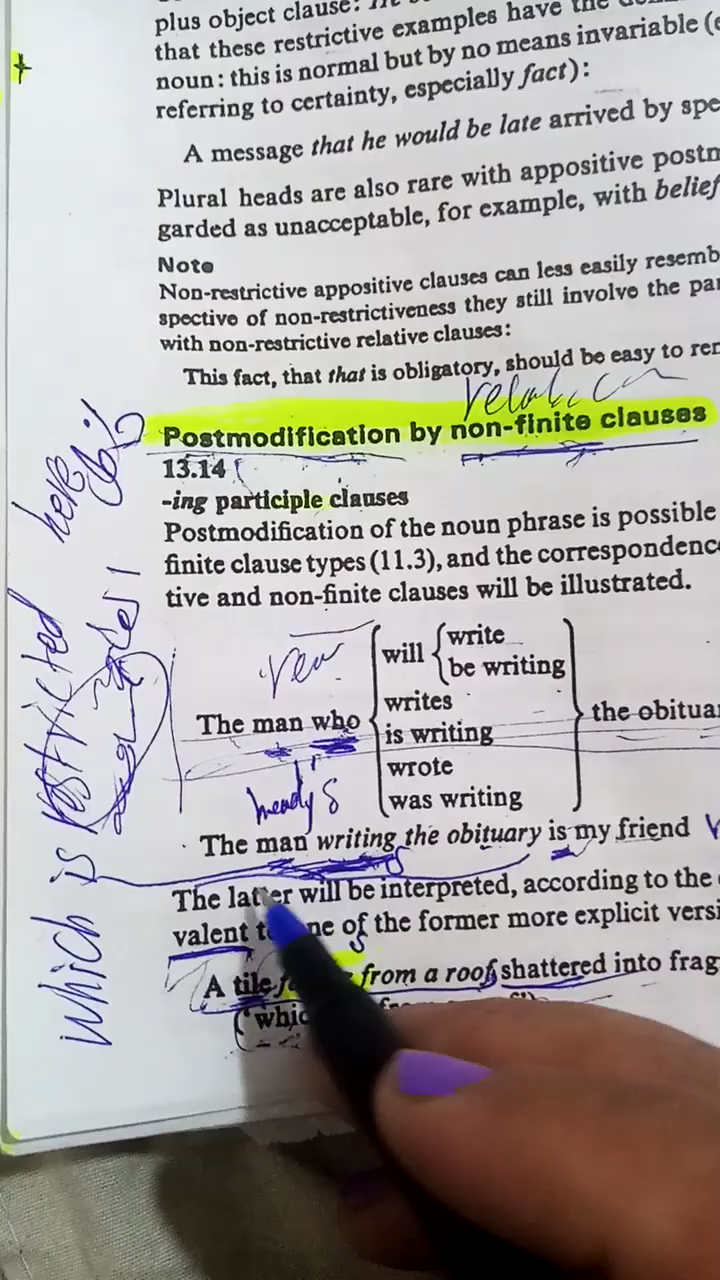 plus object clause:
that these restrictive examples have the
noun: this is normal but by no means invariable (
referring to certainty, especially fact):
A message that he would be late arrived by spe
Plural heads are also rare with appositive postm
garded as unacceptable, for example, with belief
Note
Non-restrictive appositive clauses can less easily resemb
spective of non-restrictiveness they still involve the pa
with non-restrictive relative clauses:
This fact, that that is obligatory, should be easy to re
Postmodification by non-finite clauses
13.14
-ing participle clauses
Postmodification of the noun phrase is possible
finite clause types (11.3), and the correspondenc
tive and non-finite clauses will be illustrated.
The man who
will
write
be writing
writes
is writing
wrote
was writing
the obitua
The man writing the obituary is my friend
The latter will be interpreted, according to the
valent to one of the former more explicit versi
A tile from a roof shattered into frag
which is restricted here